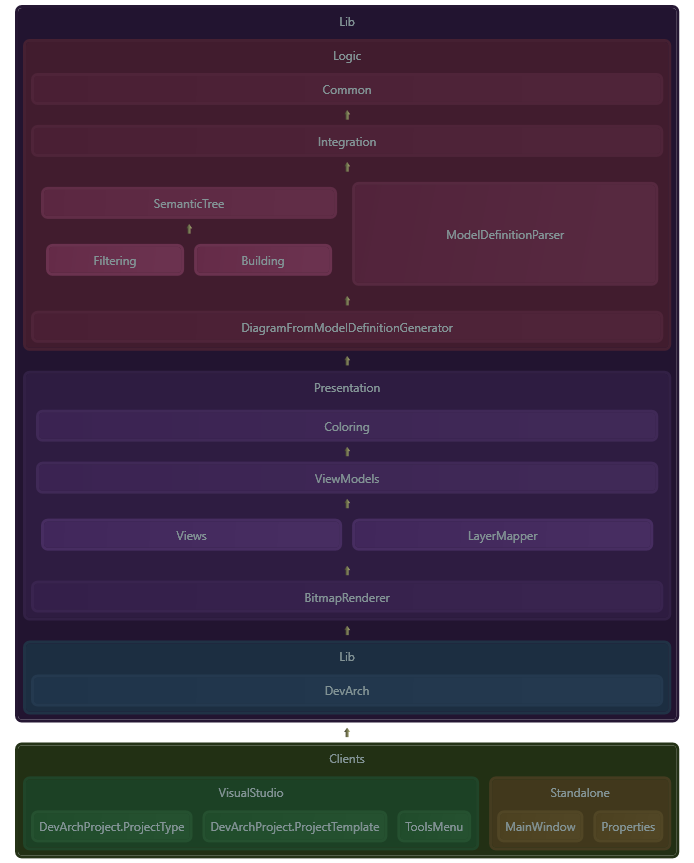 Lib
Logic
Common
Integration
SemanticTree
ModelDefinitionParser
Filtering
Building
DiagramFromModelDefinitionGenerator
Presentation
Coloring
ViewModels
Views
LayerMapper
BitmapRenderer
Lib
DevArch
Clients
VisualStudio
Standalone
DevArchProject.ProjectType
DevArchProject.ProjectTemplate
ToolsMenu
MainWindow
Properties